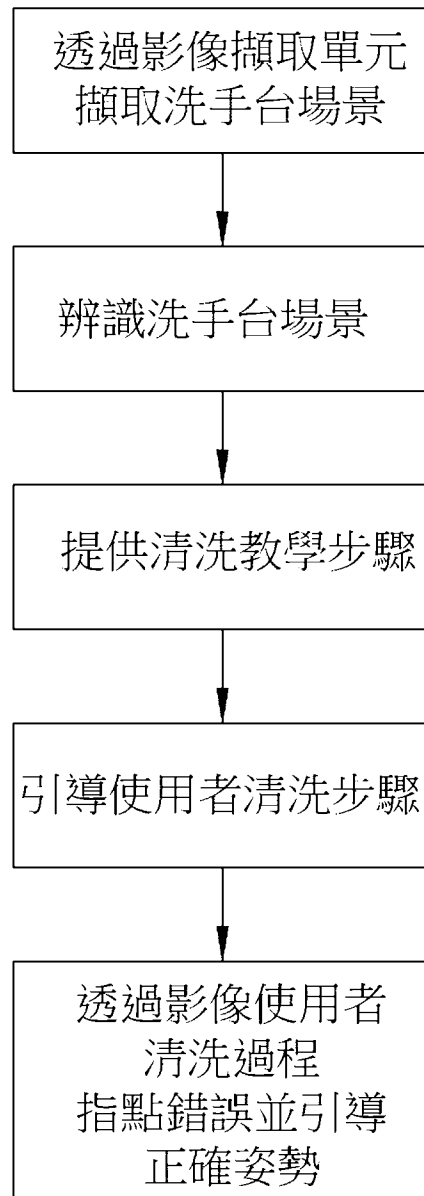 透過影像擷取單元
擷取洗手台場景
辨識洗手台場景
提供清洗教學步驟
引導使用者清洗步驟
透過影像使用者
清洗過程
指點錯誤並引導
正確姿勢